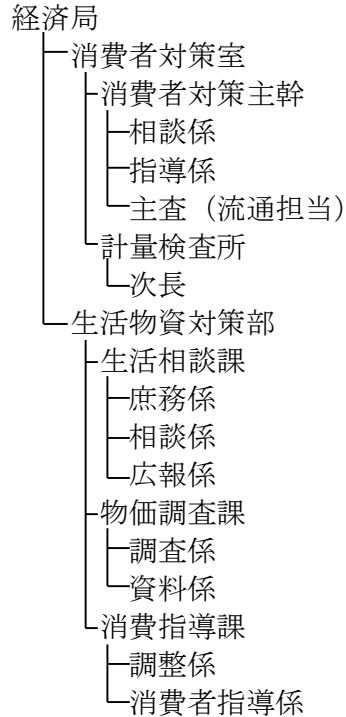 経済局
消費者対策室
消費者対策主幹
相談係
指導係
主査（流通担当）
計量検査所
次長
生活物資対策部
生活相談課
庶務係
相談係
広報係
物価調査課
調査係
資料係
消費指導課
調整係
消費者指導係